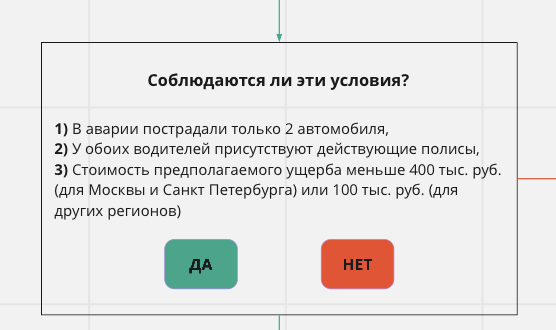 Соблюдаются ли эти условия?
1) В аварии пострадали только 2 автомобиля,
2) У обоих водителей присутствуют действующие полисы,
3) Стоимость предполагаемого ущерба меньше 400 тыс. руб.
(для Москвы и Санкт Петербурга) или 100 тыс. руб. (для
других регионов)
ДА НЕТ